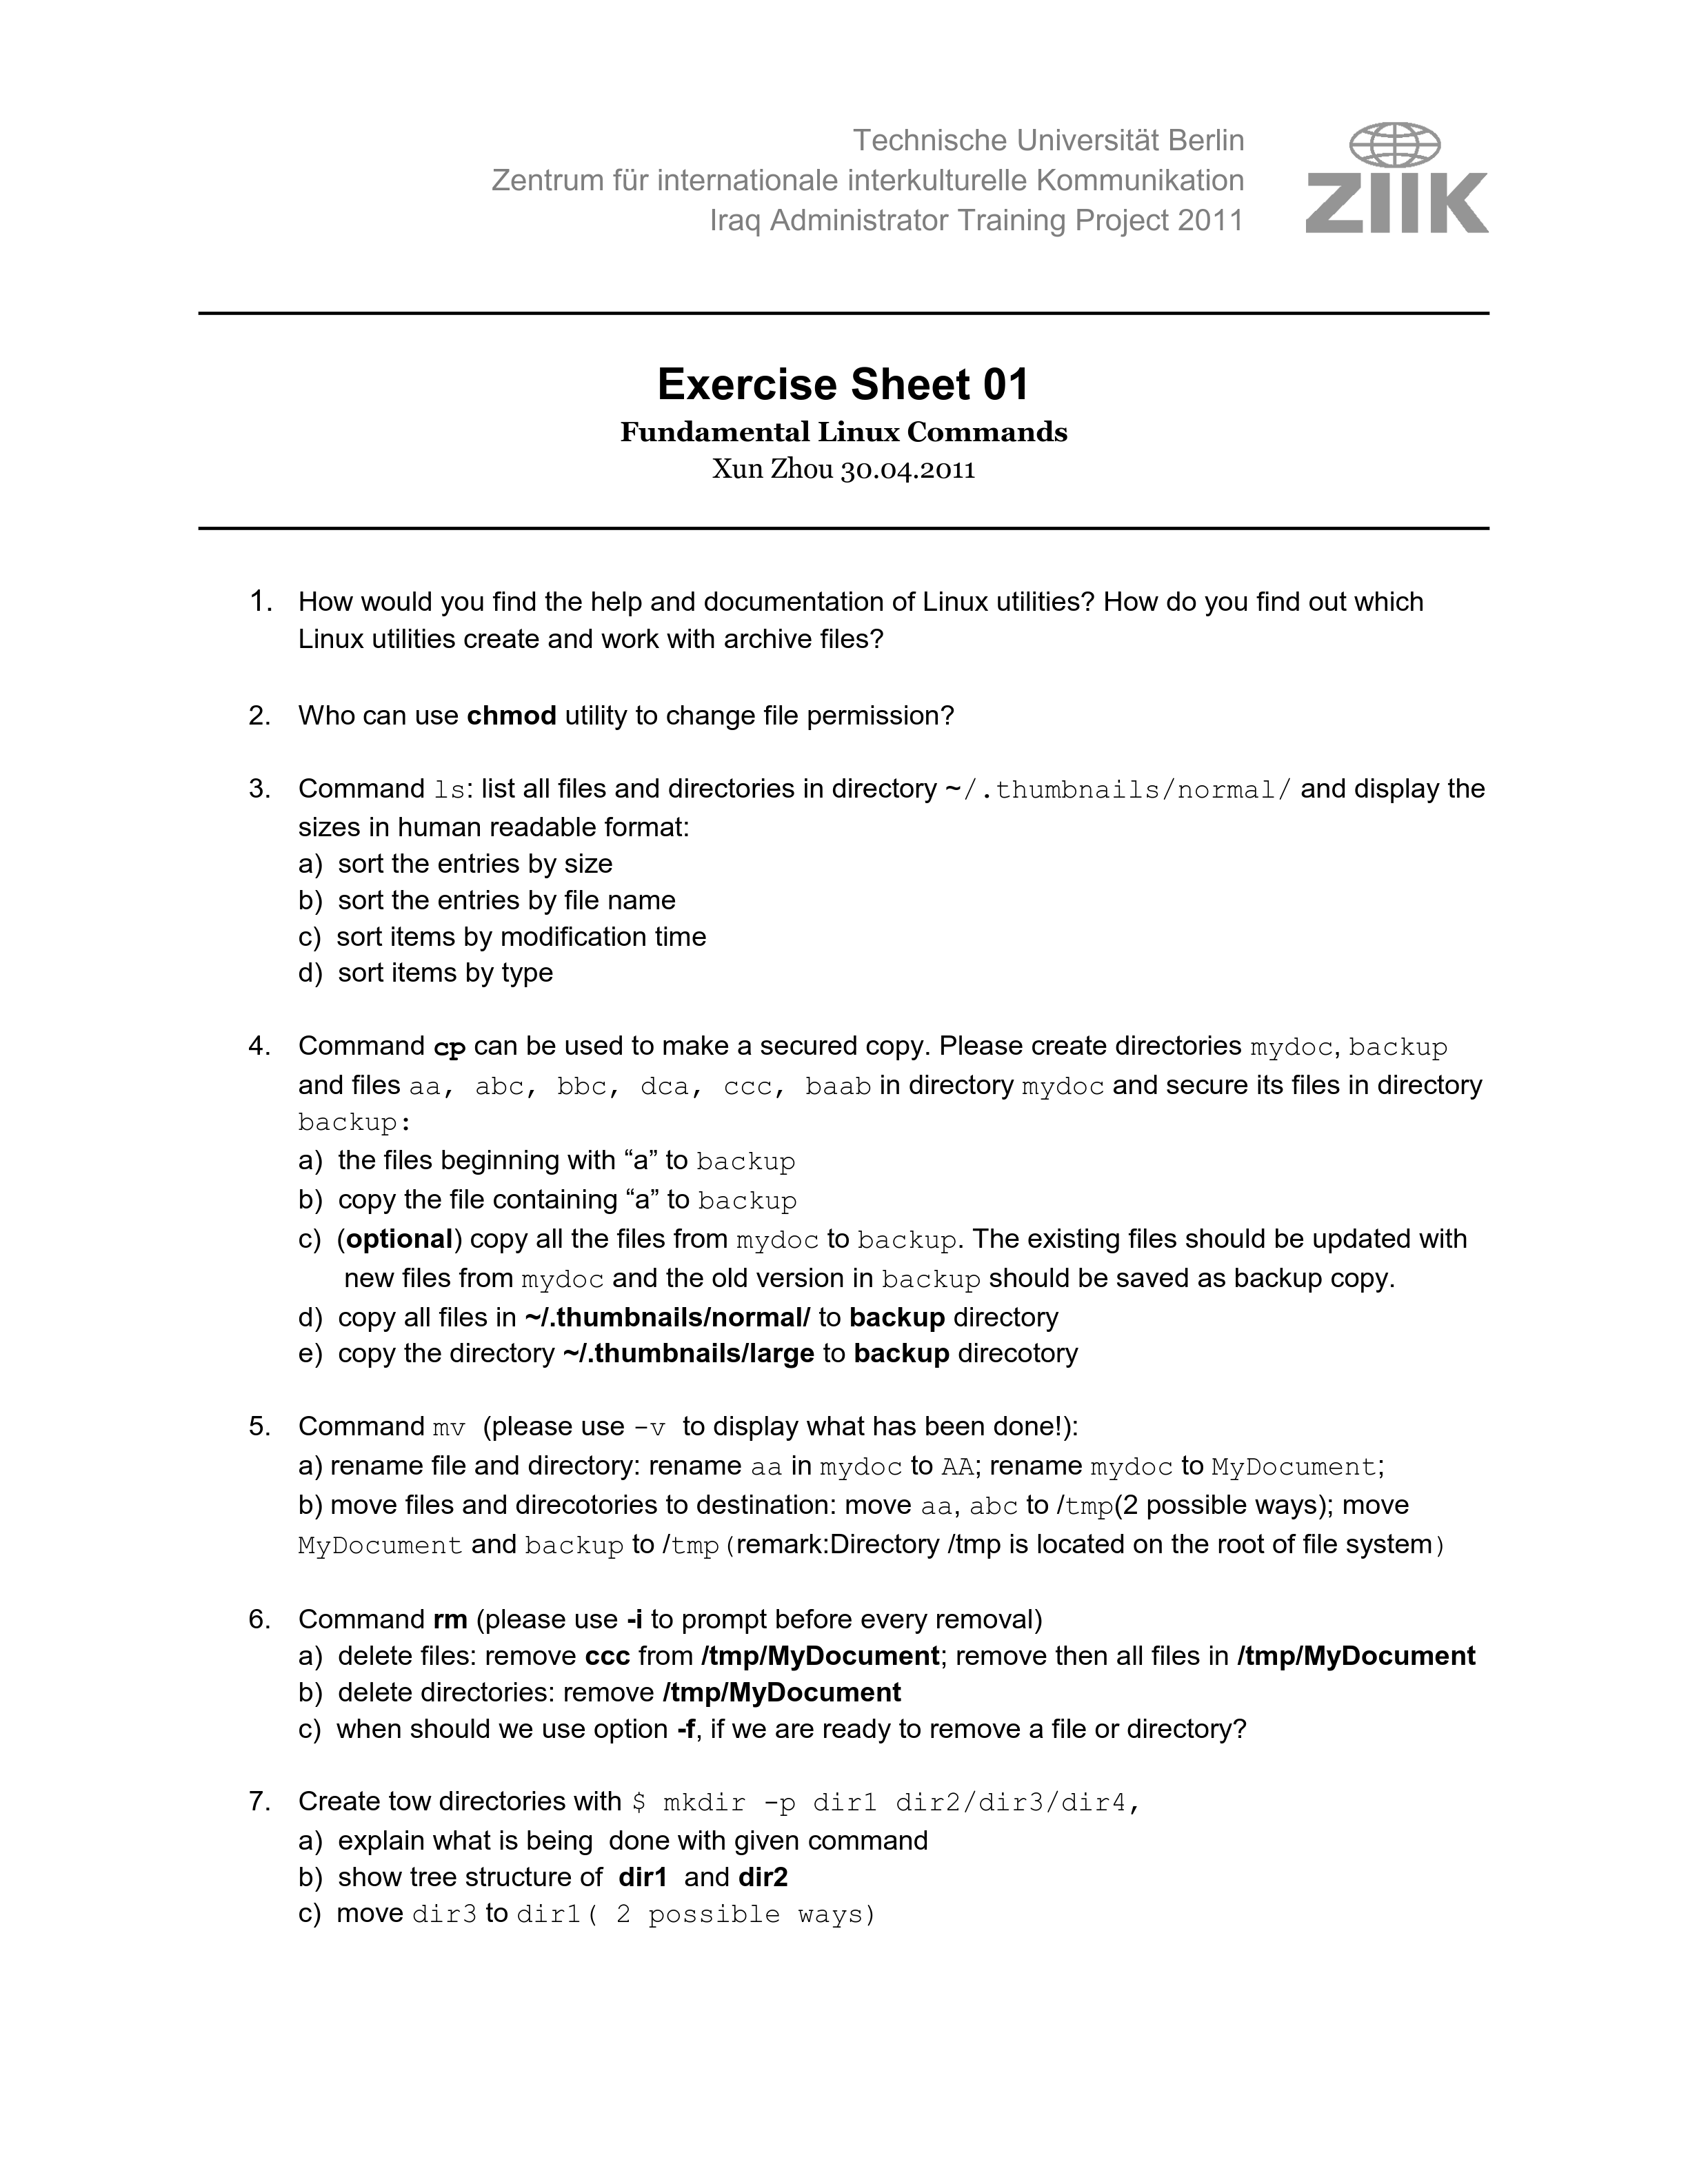 Technische Universität Berlin
Zentrum für internationale interkulturelle Kommunikation
Iraq Administrator Training Project 2011
ZIIK
Exercise Sheet 01
Fundamental Linux Commands
Xun Zhou 30.04.2011
1. How would you find the help and documentation of Linux utilities? How do you find out which
Linux utilities create and work with archive files?
2. Who can use chmod utility to change file permission?
3. Command ls: list all files and directories in directory ~/.thumbnails/normal/ and display the
sizes in human readable format:
a) sort the entries by size
b) sort the entries by file name
c) sort items by modification time
d) sort items by type
4. Command cp can be used to make a secured copy. Please create directories mydoc, backup
and files aa, abc, bbc, dca, ccc, baab in directory mydoc and secure its files in directory
backup:
a) the files beginning with “a” to backup
b) copy the file containing “a” to backup
c) (optional) copy all the files from mydoc to backup. The existing files should be updated with
new files from mydoc and the old version in backup should be saved as backup copy.
d) copy all files in ~/.thumbnails/normal/ to backup directory
e) copy the directory ~/.thumbnails/large to backup direcotory
5. Command mv (please use -v to display what has been done!):
a) rename file and directory: rename aa in mydoc to AA; rename mydoc to MyDocument;
b) move files and direcotories to destination: move aa, abc to /tmp(2 possible ways); move
MyDocument and backup to /tmp(remark:Directory /tmp is located on the root of file system)
6. Command rm (please use -i to prompt before every removal)
a) delete files: remove ccc from /tmp/MyDocument; remove then all files in /tmp/MyDocument
b) delete directories: remove /tmp/MyDocument
c) when should we use option -f, if we are ready to remove a file or directory?
7. Create tow directories with $ mkdir -p dir1 dir2/dir3/dir4,
a) explain what is being done with given command
b) show tree structure of dir1 and dir2
c) move dir3 to dir1( 2 possible ways)